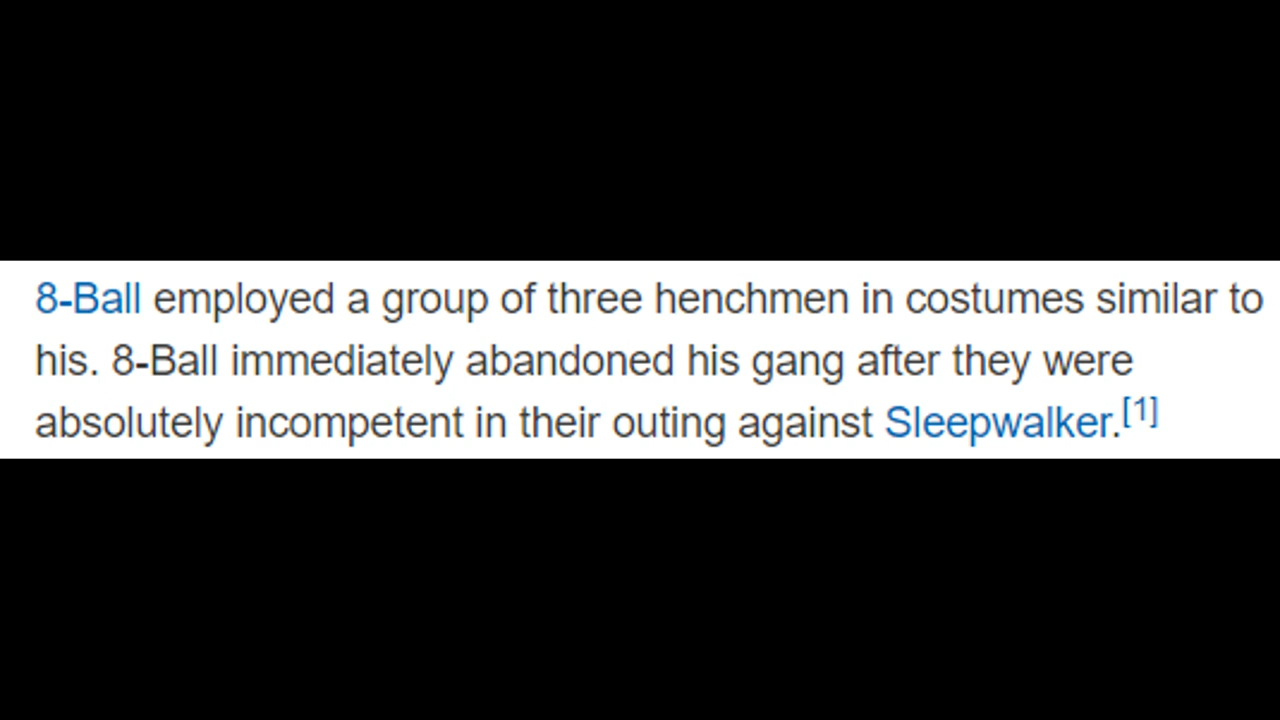 8-Ball employed a group of three henchmen in costumes similar to
his. 8-Ball immediately abandoned his gang after they were
absolutely incompetent in their outing against Sleepwalker.[1]